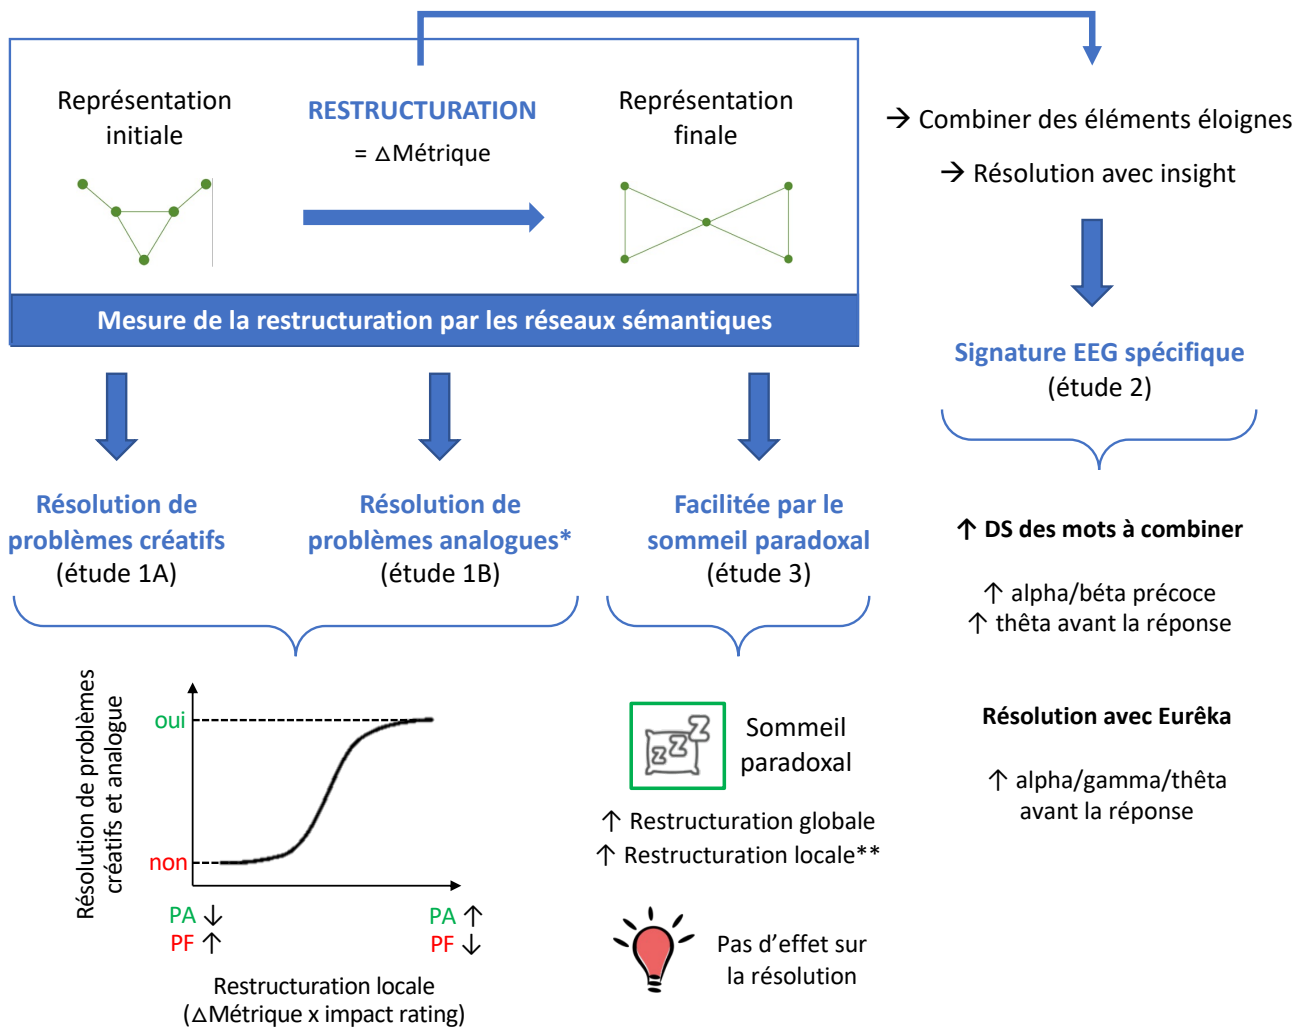 Représentation
initiale
RESTRUCTURATION
= △Métrique
Représentation
finale
Mesure de la restructuration par les réseaux sémantiques
→ Combiner des éléments éloignes
→ Résolution avec insight
Signature EEG spécifique
(étude 2)
Résolution de
problèmes créatifs
(étude 1A)
Résolution de
problèmes analogues*
(étude 1B)
Facilitée par le
sommeil paradoxal
(étude 3)
↑ DS des mots à combiner
↑ alpha/béta précoce
↑ thêta avant la réponse
Résolution avec Eurêka
↑ alpha/gamma/thêta
avant la réponse
Résolution de problèmes
créatifs et analogue
oui
non
PA ↓
PF ↑
PA ↑
PF ↓
Restructuration locale
(△Métrique x impact rating)
z z Z
Sommeil
paradoxal
↑ Restructuration globale
↑ Restructuration locale**
Pas d'effet sur
la résolution